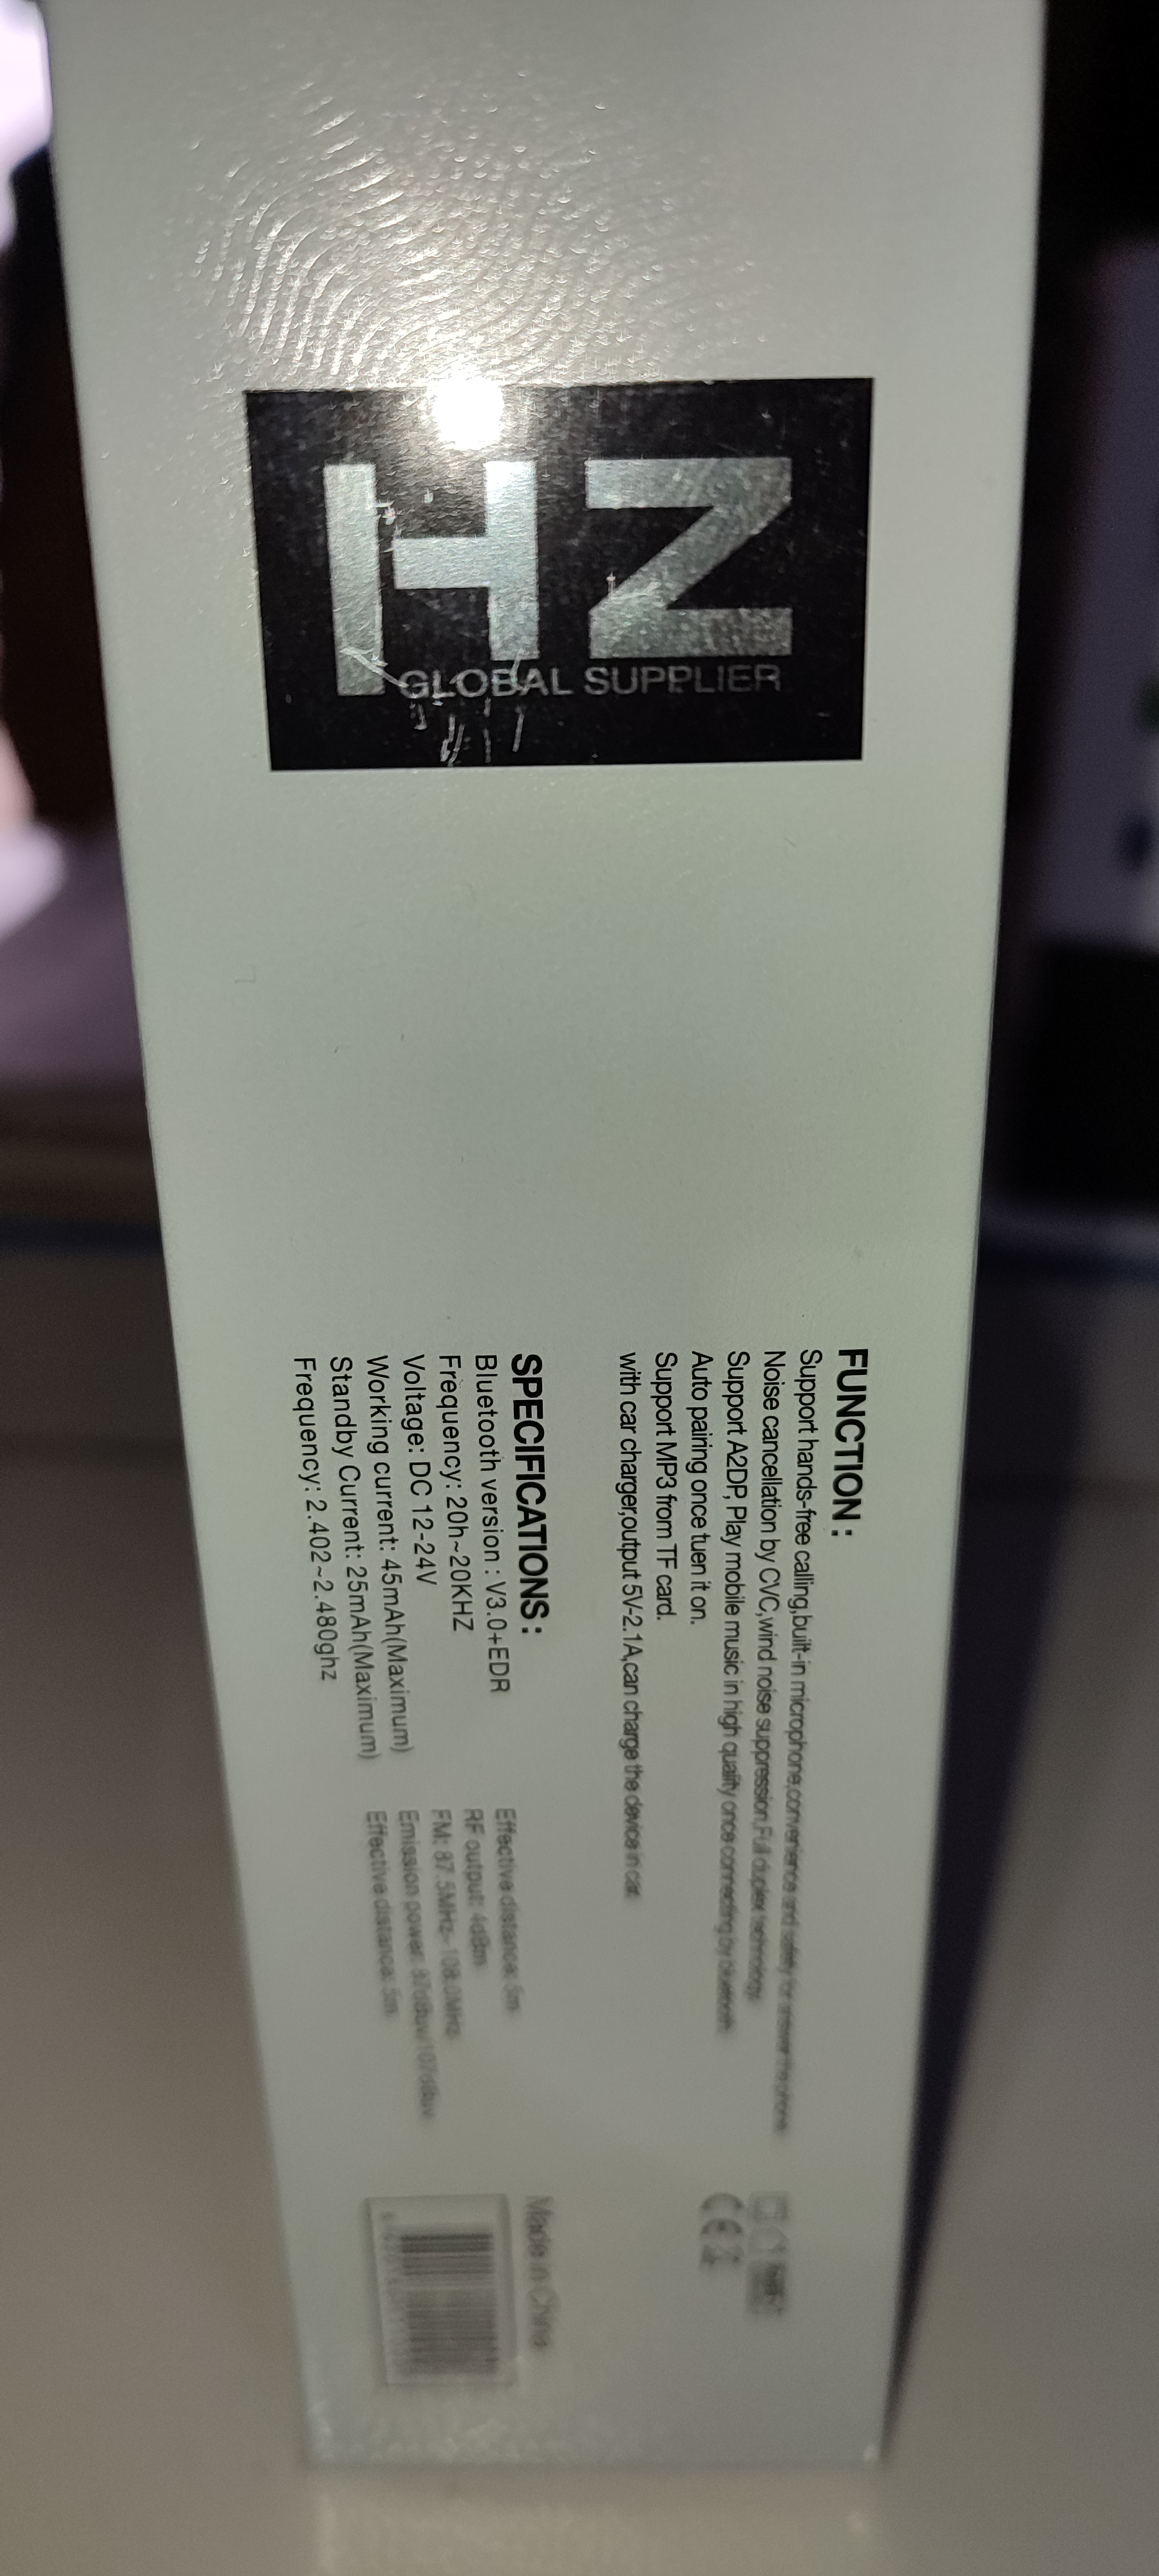 HZ
GLOBAL SUPPLIER
FUNCTION:
Support hands-free calling,built-in microphone,convenience and safety for answer the phone.
Noise cancellation by CVC,wind noise suppression,Full duplex technology.
Support A2DP, Play mobile music in high quality once connecting by bluetooth.
Auto pairing once tuen it on.
Support MP3 from TF card.
with car charger,output 5V-2.1A,can charge the device in car.
SPECIFICATIONS:
Bluetooth version : V3.0+EDR
Frequency: 20h~20KHZ
Voltage: DC 12-24V
Working current: 45mAh(Maximum)
Standby Current: 25mAh(Maximum)
Frequency: 2.402~2.480ghz
Effective distance: 5m
RF output: 4dBm
FM: 87.5MHz- 108.0MHz
Emission power:
Effective distance: 5m
CE
Made in China